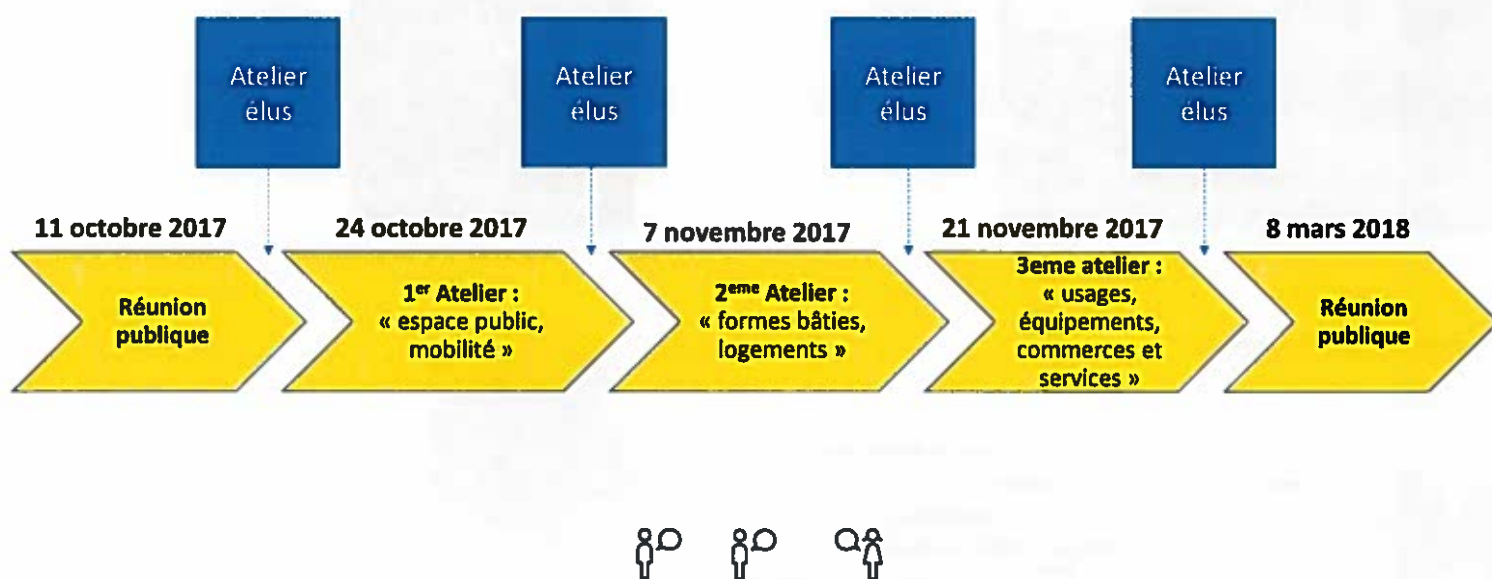 Atelier
élus
Atelier
élus
Atelier
élus
Atelier
élus
11 octobre 2017
24 octobre 2017
7 novembre 2017
21 novembre 2017
8 mars 2018
Réunion
publique
1er Atelier :
« espace public,
mobilité »
2eme Atelier :
« formes bâties,
logements »
3eme atelier :
« usages,
équipements,
commerces et
services »
Réunion
publique